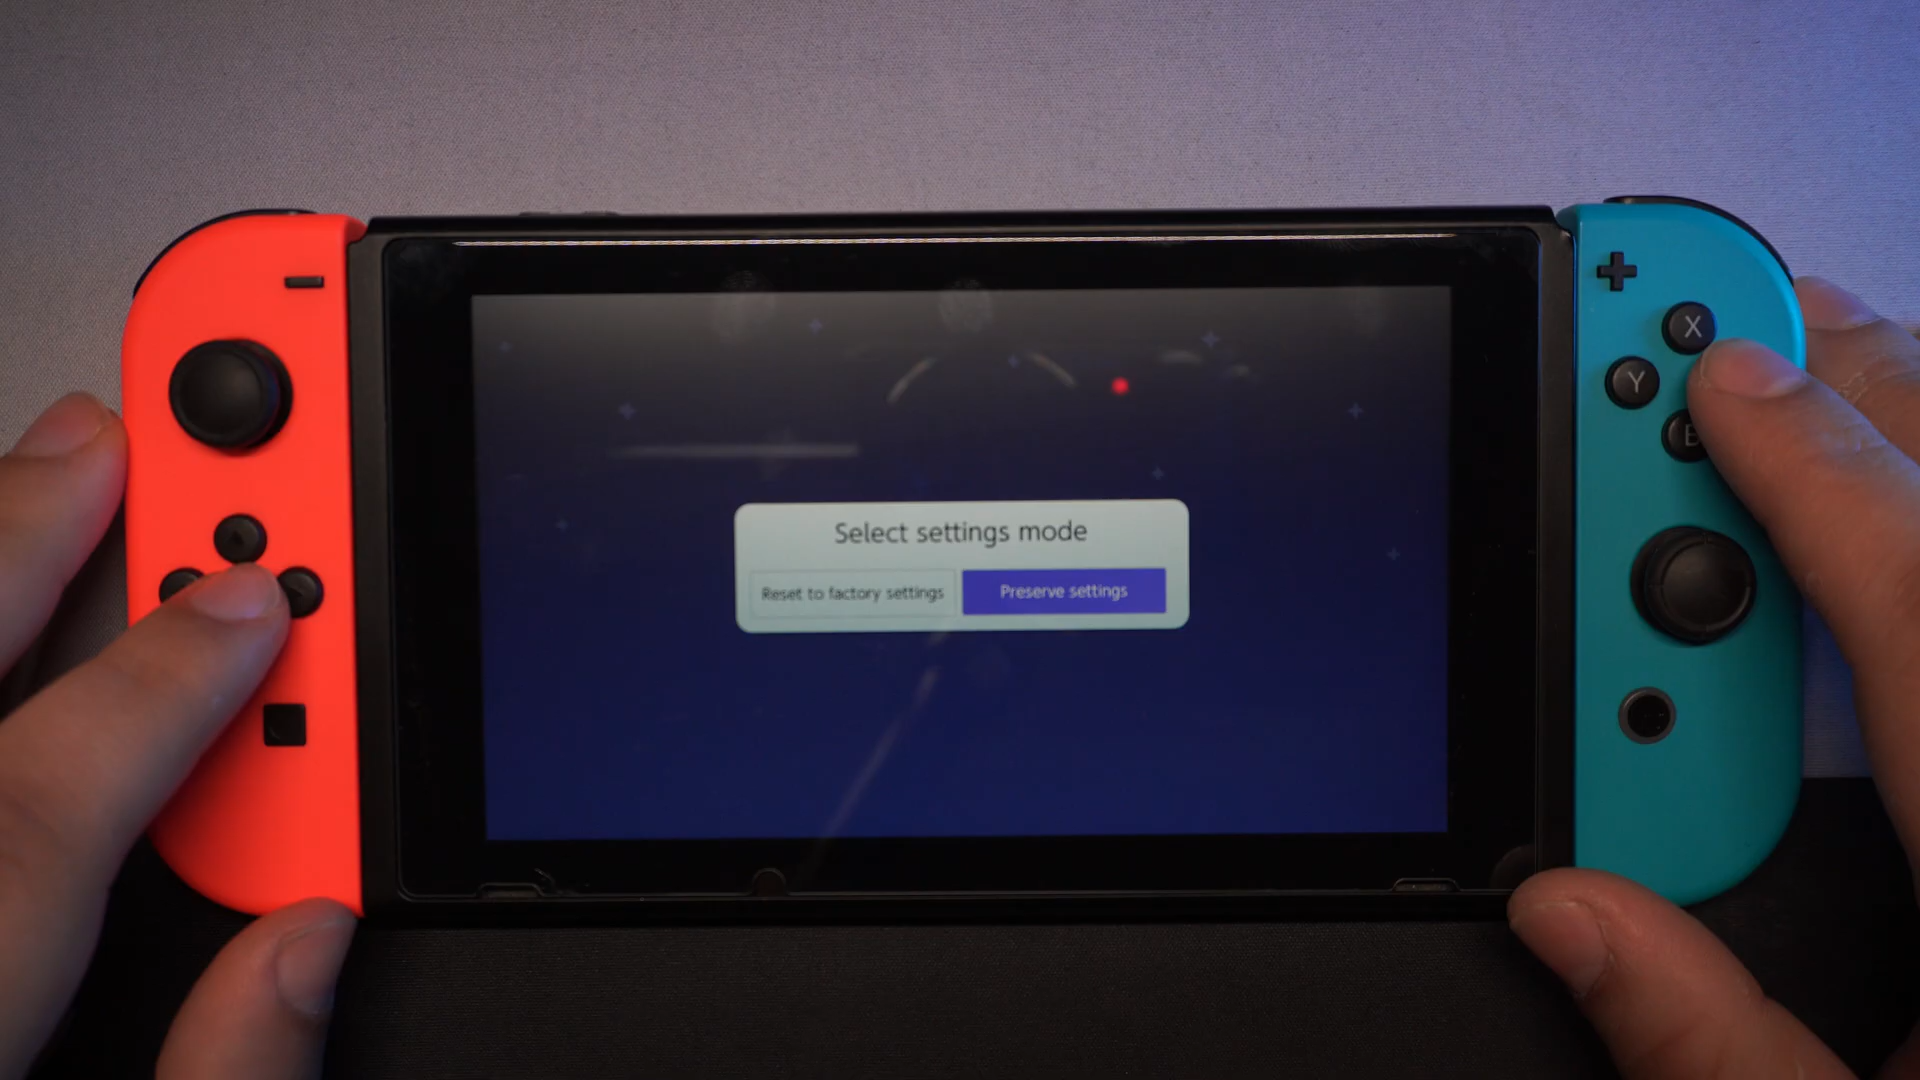 Select settings mode
Reset to factory settings
Preserve settings
X
Y
B